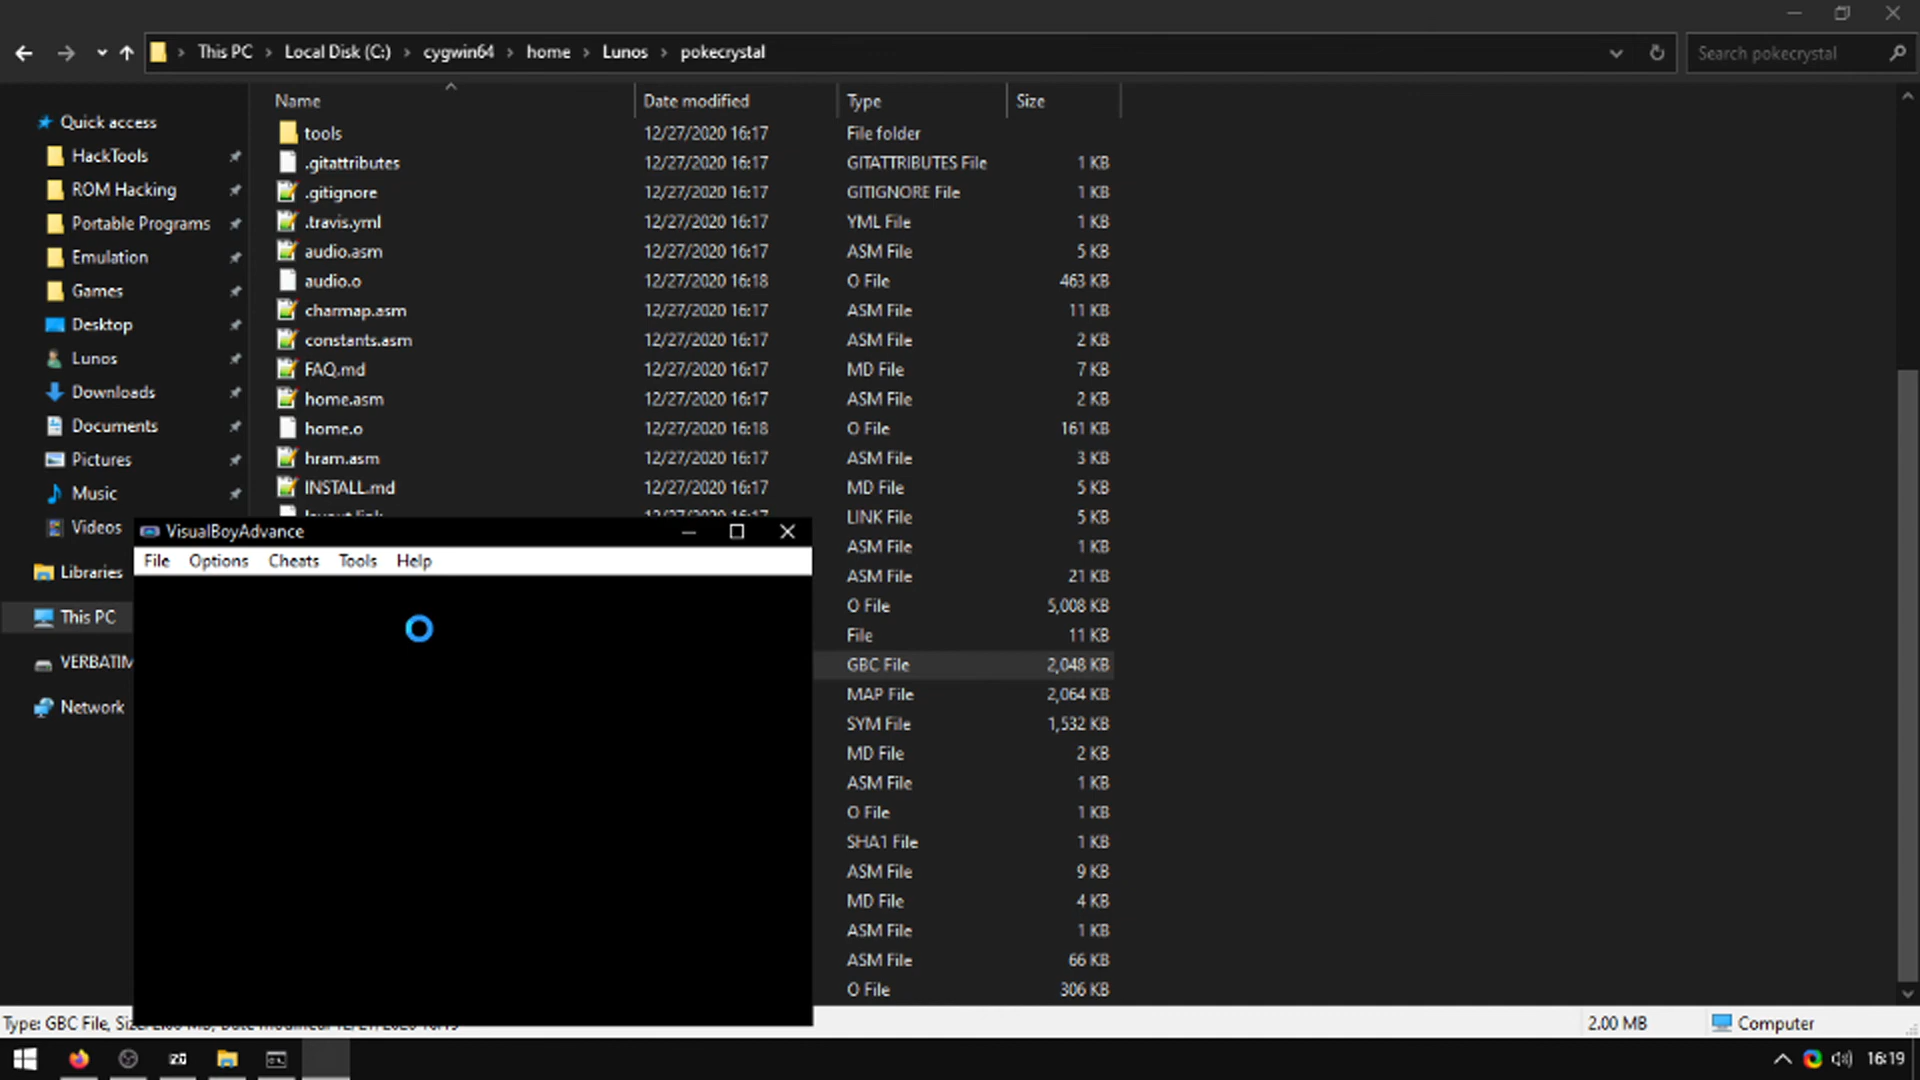 This PC > Local Disk (C:) > cygwin64 > home > Lunos > pokecrystal
Search pokecrystal
Name Date modified Type Size
Quick access
HackTools
ROM Hacking
Portable Programs
Emulation
Games
Desktop
Lunos
Downloads
Documents
Pictures
Music
Videos
Libraries
This PC
VERBATIM
Network
tools 12/27/2020 16:17 File folder
.gitattributes 12/27/2020 16:17 GITATTRIBUTES File 1 KB
.gitignore 12/27/2020 16:17 GITIGNORE File 1 KB
.travis.yml 12/27/2020 16:17 YML File 1 KB
audio.asm 12/27/2020 16:17 ASM File 5 KB
audio.o 12/27/2020 16:18 O File 463 KB
charmap.asm 12/27/2020 16:17 ASM File 11 KB
constants.asm 12/27/2020 16:17 ASM File 2 KB
FAQ.md 12/27/2020 16:17 MD File 7 KB
home.asm 12/27/2020 16:17 ASM File 2 KB
home.o 12/27/2020 16:18 O File 161 KB
hram.asm 12/27/2020 16:17 ASM File 3 KB
INSTALL.md 12/27/2020 16:17 MD File 5 KB
LINK File 5 KB
ASM File 1 KB
ASM File 21 KB
O File 5,008 KB
File 11 KB
GBC File 2,048 KB
MAP File 2,064 KB
SYM File 1,532 KB
MD File 2 KB
ASM File 1 KB
O File 1 KB
SHA1 File 1 KB
ASM File 9 KB
MD File 4 KB
ASM File 1 KB
ASM File 66 KB
O File 306 KB
VisualBoyAdvance
File Options Cheats Tools Help
Type: GBC File,
2.00 MB
Computer
16:19